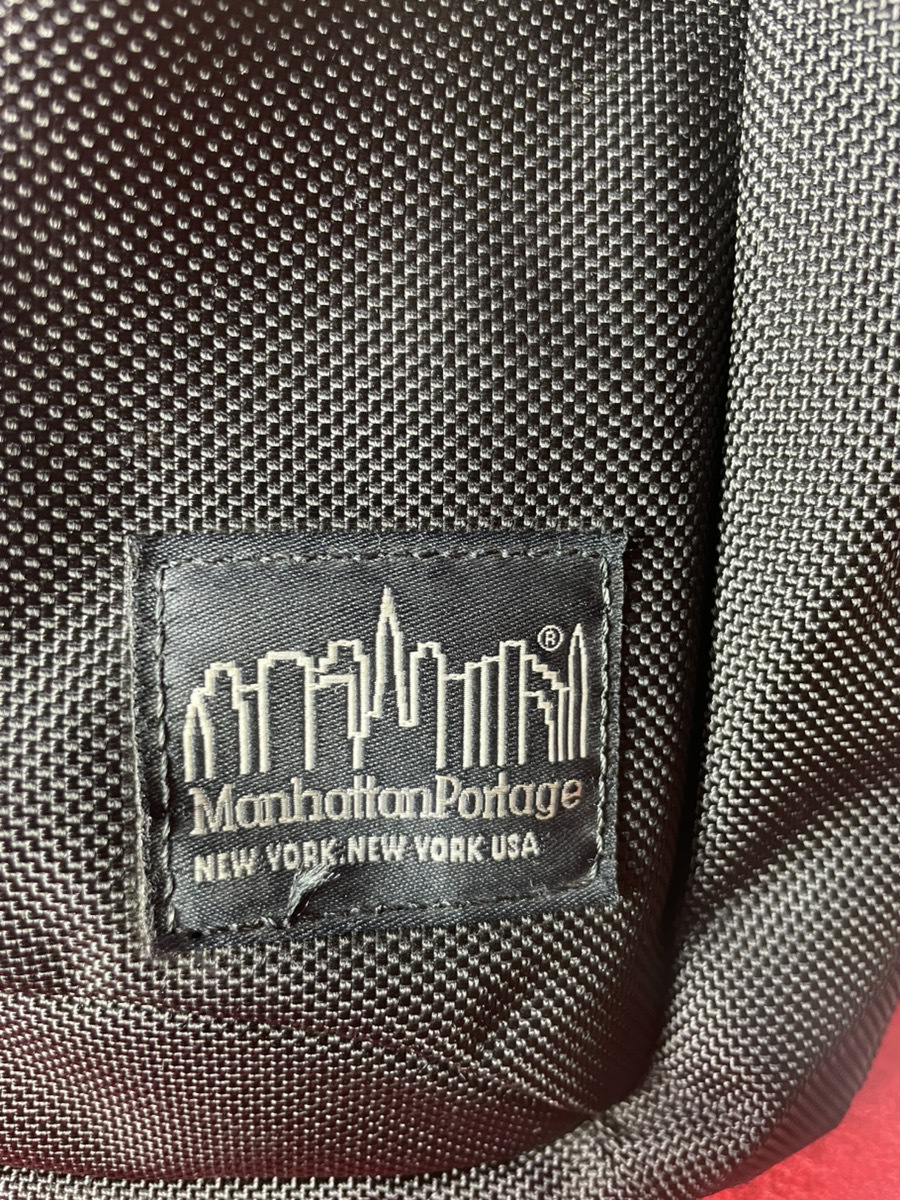 ®
ManhattanPortage
NEW YORK, NEW YORK USA